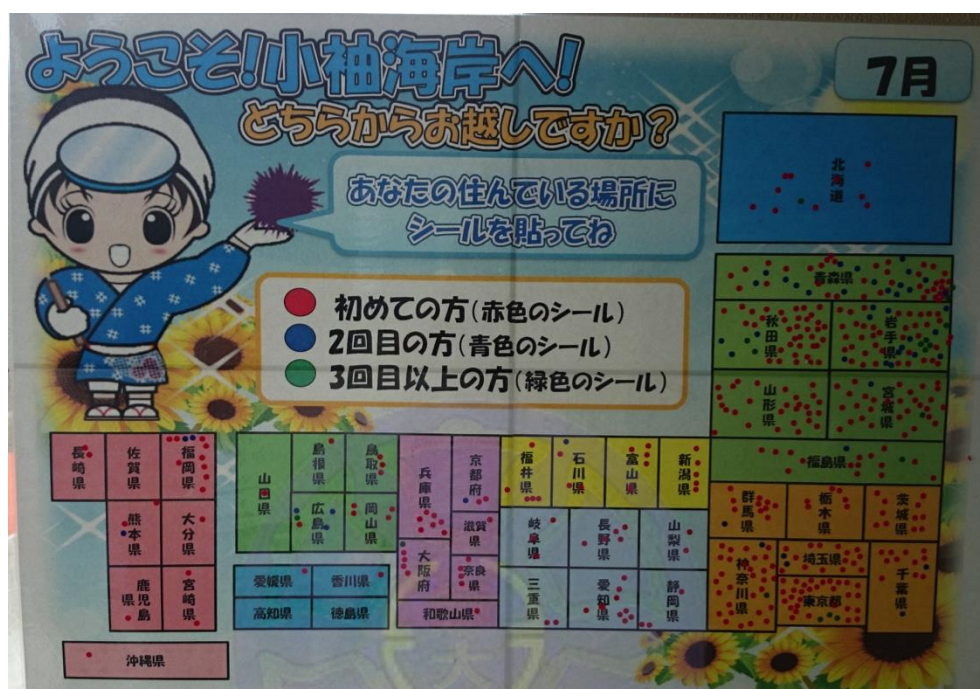 ようこそ!小袖海岸へ!
7月
どちらからお越しですか？
あなたの住んでいる場所に
シールを貼ってね
初めての方(赤色のシール)
2回目の方(青色のシール)
3回目以上の方(緑色のシール)
北海道
青森県
秋田県
岩手県
山形県
宮城県
福島県
長崎県
佐賀県
福岡県
熊本県
大分県
鹿児島県
宮崎県
沖縄県
山口県
島根県
鳥取県
広島県
岡山県
愛媛県
香川県
高知県
徳島県
兵庫県
京都府
滋賀県
大阪府
奈良県
和歌山県
福井県
石川県
富山県
新潟県
岐阜県
長野県
山梨県
三重県
愛知県
静岡県
群馬県
栃木県
茨城県
神奈川県
埼玉県
東京都
千葉県